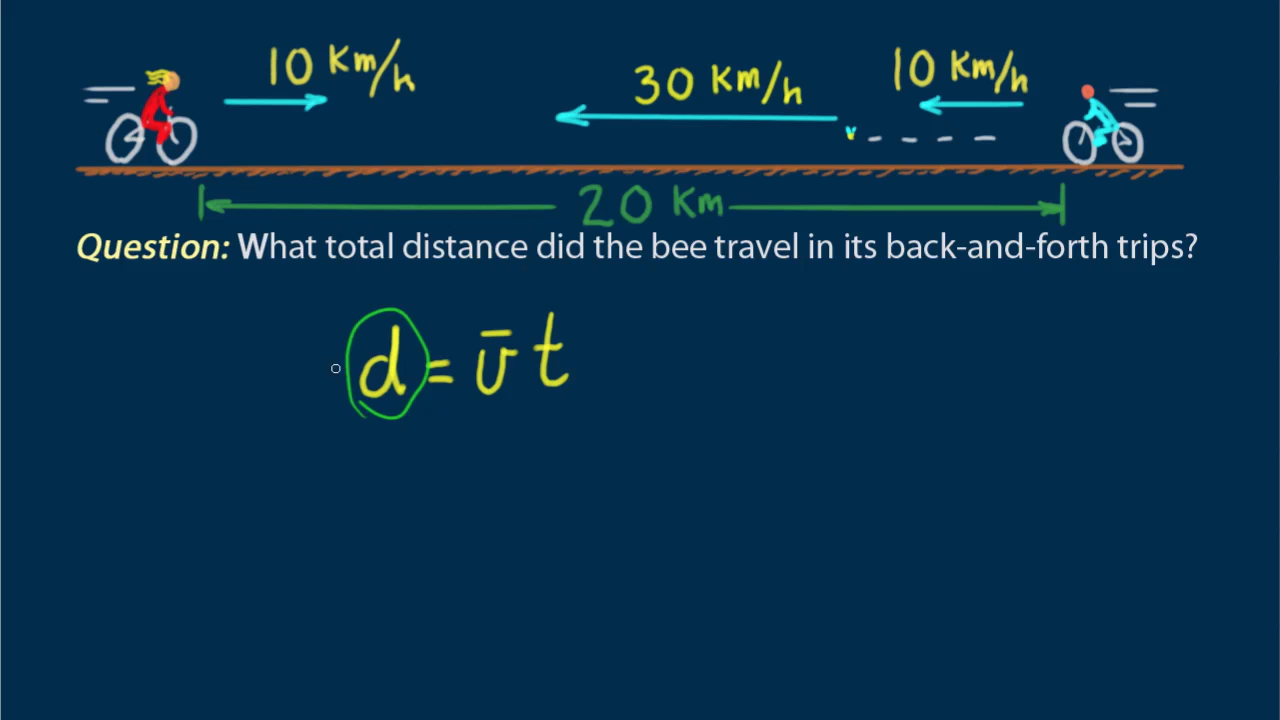 10 Km/h 30 Km/h 10 Km/h
20 Km
Question: What total distance did the bee travel in its back-and-forth trips?
d = v̄ t